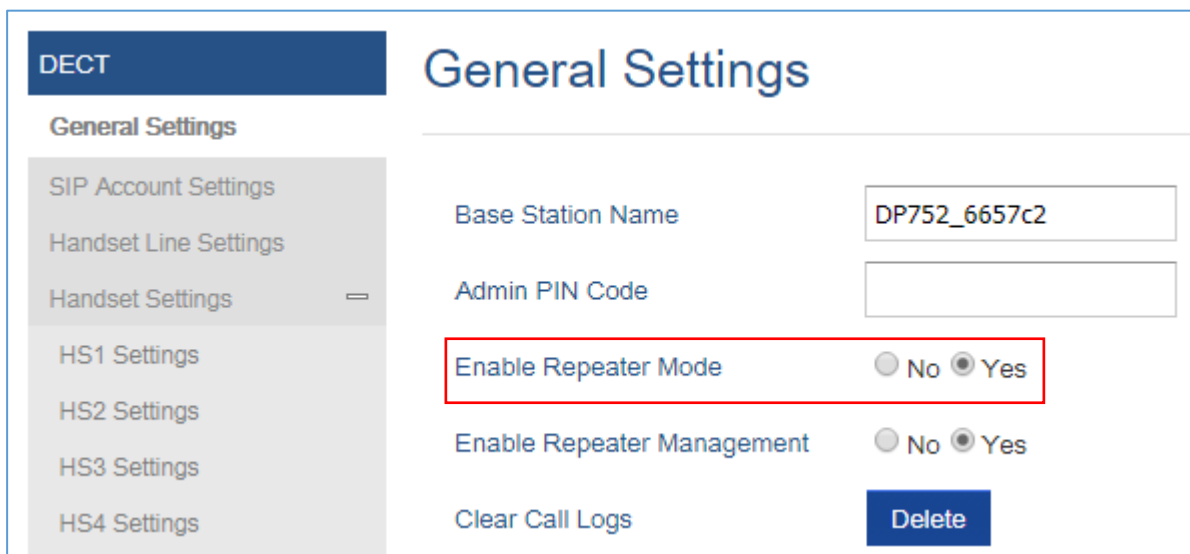 DECT
General Settings
SIP Account Settings
Handset Line Settings
Handset Settings
HS1 Settings
HS2 Settings
HS3 Settings
HS4 Settings
General Settings
Base Station Name DP752_6657c2
Admin PIN Code
Enable Repeater Mode No Yes
Enable Repeater Management No Yes
Clear Call Logs Delete